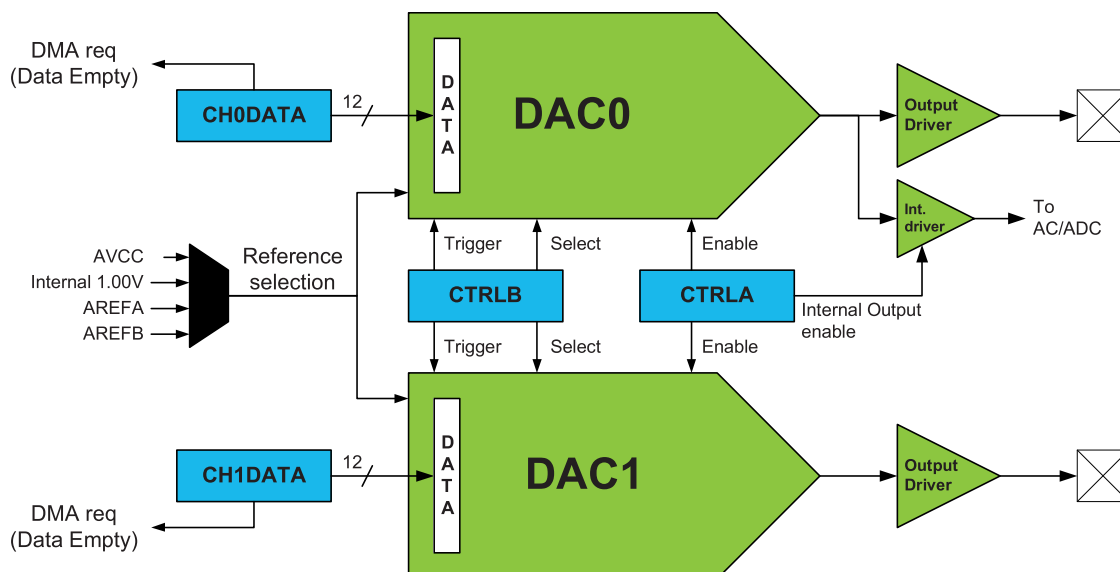 DMA req
(Data Empty)
CH0DATA
12
DATA
DAC0
Output
Driver
Int.
driver
To
AC/ADC
Trigger
Select
Enable
AVCC
Internal 1.00V
AREFA
AREFB
Reference
selection
CTRLB
CTRLA
Internal Output
enable
Trigger
Select
Enable
CH1DATA
12
DATA
DAC1
Output
Driver
DMA req
(Data Empty)